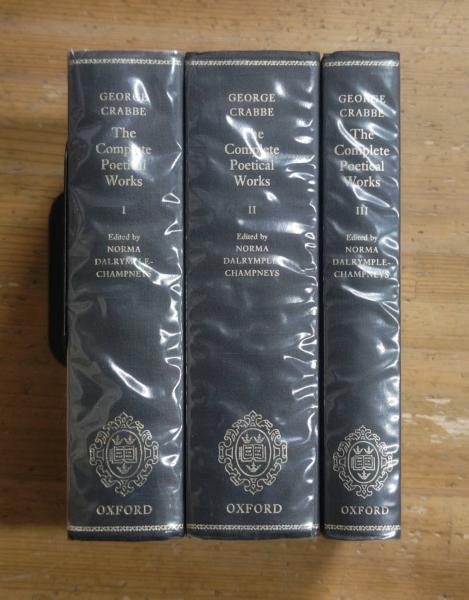 GEORGE
CRABBE
The
Complete
Poetical
Works
I
Edited by
NORMA
DALRYMPLE-
CHAMPNEYS
OXFORD
GEORGE
CRABBE
The
Complete
Poetical
Works
II
Edited by
NORMA
DALRYMPLE-
CHAMPNEYS
OXFORD
GEORGE
CRABBE
The
Complete
Poetical
Works
III
Edited by
NORMA
DALRYMPLE-
CHAMPNEYS
OXFORD